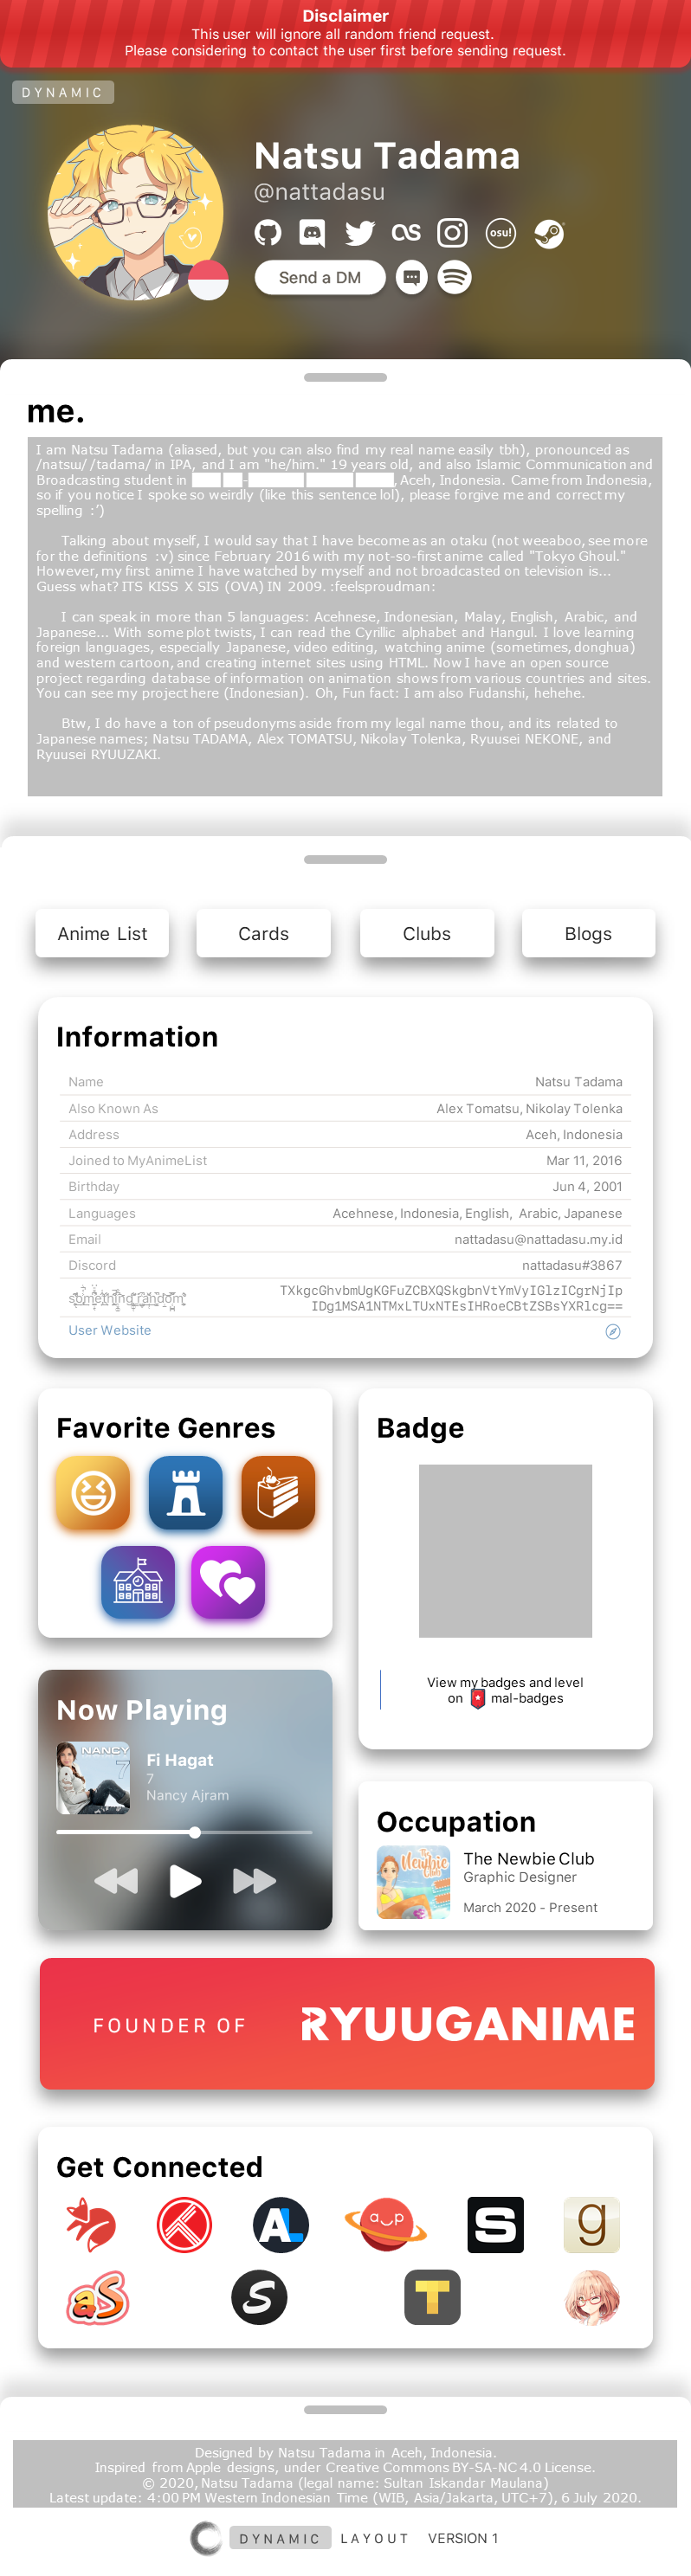 Disclaimer
This user will ignore all random friend request.
Please considering to contact the user first before sending request.
DYNAMIC
Natsu Tadama
@nattadasu
osu!
Send a DM
me.
I am Natsu Tadama (aliased, but you can also find my real name easily tbh), pronounced as
/natsu/ /tadama/ in IPA, and I am "he/him." 19 years old, and also Islamic Communication and
Broadcasting student in ████ ██-███████ ██████ █████, Aceh, Indonesia. Came from Indonesia,
so if you notice I spoke so weirdly (like this sentence lol), please forgive me and correct my
spelling :')
Talking about myself, I would say that I have become as an otaku (not weeaboo, see more
for the definitions :v) since February 2016 with my not-so-first anime called "Tokyo Ghoul."
However, my first anime I have watched by myself and not broadcasted on television is...
Guess what? ITS KISS X SIS (OVA) IN 2009. :feelsproudman:
I can speak in more than 5 languages: Acehnese, Indonesian, Malay, English, Arabic, and
Japanese... With some plot twists, I can read the Cyrillic alphabet and Hangul. I love learning
foreign languages, especially Japanese, video editing, watching anime (sometimes, donghua)
and western cartoon, and creating internet sites using HTML. Now I have an open source
project regarding database of information on animation shows from various countries and sites.
You can see my project here (Indonesian). Oh, Fun fact: I am also Fudanshi, hehehe.
Btw, I do have a ton of pseudonyms aside from my legal name thou, and its related to
Japanese names; Natsu TADAMA, Alex TOMATSU, Nikolay Tolenka, Ryuusei NEKONE, and
Ryuusei RYUUZAKI.
Anime List Cards Clubs Blogs
Information
Name Natsu Tadama
Also Known As Alex Tomatsu, Nikolay Tolenka
Address Aceh, Indonesia
Joined to MyAnimeList Mar 11, 2016
Birthday Jun 4, 2001
Languages Acehnese, Indonesia, English, Arabic, Japanese
Email nattadasu@nattadasu.my.id
Discord nattadasu#3867
something random TXkgcGhvbmUgKGFuZCBXQSkgbnVtYmVyIGlzICgrNjIp
IDg1MSA1NTMxLTUxNTEsIHRoeCBtZSBsYXRlcg==
User Website
Favorite Genres
Badge
View my badges and level
on mal-badges
Now Playing
NANCY
7
Fi Hagat
7
Nancy Ajram
Occupation
The Newbie Club
The Newbie Club
Graphic Designer
March 2020 - Present
FOUNDER OF RYUUGANIME
Get Connected
AL
a‿p
S
g
aS
S
T
Designed by Natsu Tadama in Aceh, Indonesia.
Inspired from Apple designs, under Creative Commons BY-SA-NC 4.0 License.
© 2020, Natsu Tadama (legal name: Sultan Iskandar Maulana)
Latest update: 4:00 PM Western Indonesian Time (WIB, Asia/Jakarta, UTC+7), 6 July 2020.
DYNAMIC LAYOUT VERSION 1